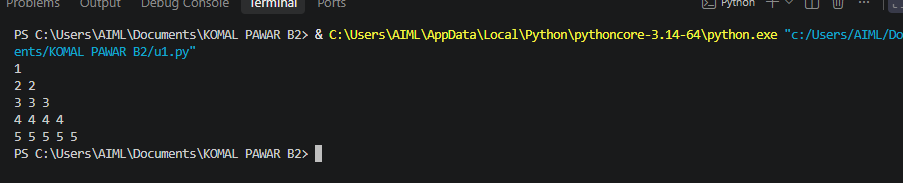 Problems Output Debug Console Terminal Ports Python
PS C:\Users\AIML\Documents\KOMAL PAWAR B2> & C:\Users\AIML\AppData\Local\Python\pythoncore-3.14-64\python.exe "c:/Users/AIML/Do
ents/KOMAL PAWAR B2/u1.py"
1
2 2
3 3 3
4 4 4 4
5 5 5 5 5
PS C:\Users\AIML\Documents\KOMAL PAWAR B2>